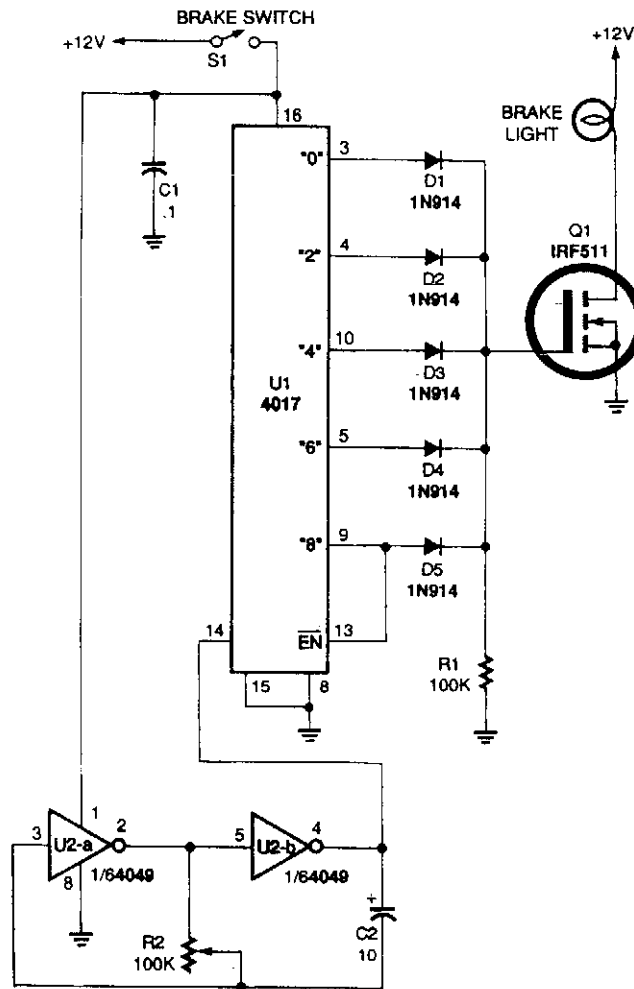 BRAKE SWITCH
+12V
S1
+12V
BRAKE
LIGHT
16
C1
.1
"0"
3
D1
1N914
Q1
IRF511
"2"
4
D2
1N914
"4"
10
D3
1N914
U1
4017
"6"
5
D4
1N914
"8"
9
D5
1N914
14
EN
13
15
8
R1
100K
3
U2-a
1
2
8
1/64049
5
U2-b
4
1/64049
R2
100K
+
C2
10